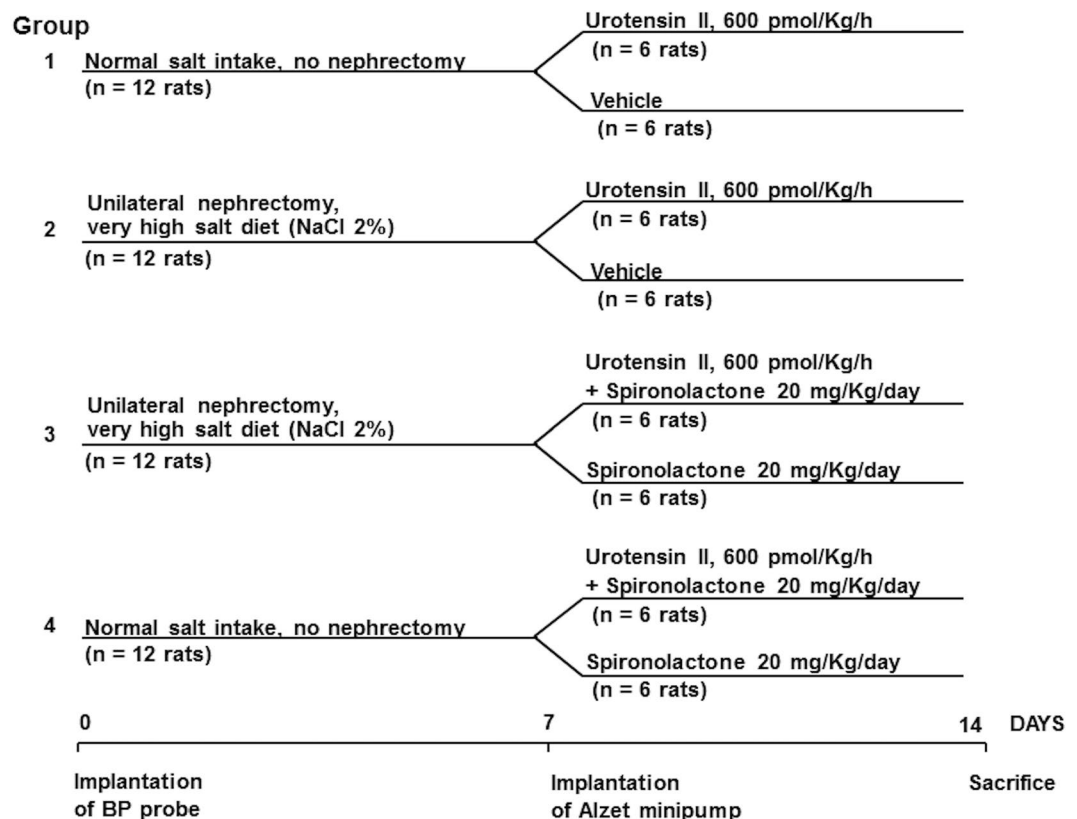 Group
Urotensin II, 600 pmol/Kg/h
1 Normal salt intake, no nephrectomy
(n = 6 rats)
(n = 12 rats)
Vehicle
(n = 6 rats)
Unilateral nephrectomy,
Urotensin II, 600 pmol/Kg/h
2 very high salt diet (NaCl 2%)
(n = 6 rats)
(n = 12 rats)
Vehicle
(n = 6 rats)
Urotensin II, 600 pmol/Kg/h
+ Spironolactone 20 mg/Kg/day
Unilateral nephrectomy,
(n = 6 rats)
3 very high salt diet (NaCl 2%)
(n = 12 rats)
Spironolactone 20 mg/Kg/day
(n = 6 rats)
Urotensin II, 600 pmol/Kg/h
+ Spironolactone 20 mg/Kg/day
(n = 6 rats)
4 Normal salt intake, no nephrectomy
(n = 12 rats)
Spironolactone 20 mg/Kg/day
(n = 6 rats)
0 7 14 DAYS
Implantation
of BP probe
Implantation
of Alzet minipump
Sacrifice